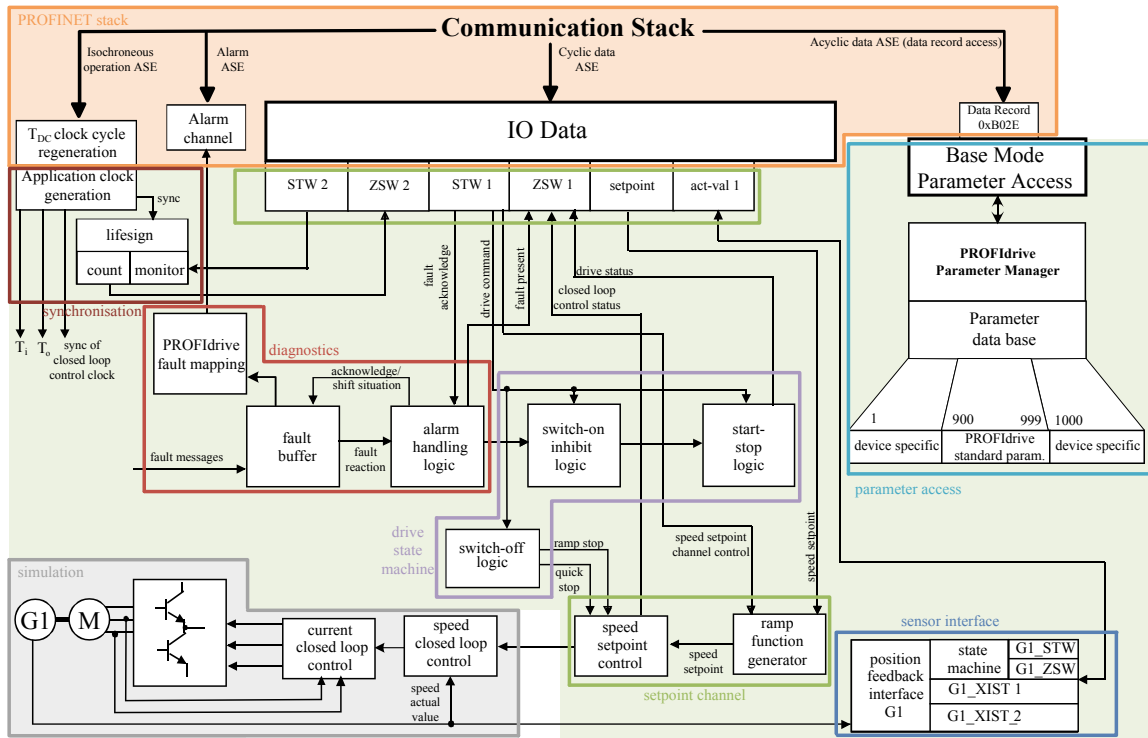 PROFINET stack
Communication Stack
Isochroneous
operation ASE
Alarm
ASE
Cyclic data
ASE
Acyclic data ASE (data record access)
TDC clock cycle
regeneration
Alarm
channel
IO Data
Data Record
0xB02E
Application clock
generation
sync
lifesign
count
monitor
synchronisation
STW 2
ZSW 2
STW 1
ZSW 1
setpoint
act-val 1
Base Mode
Parameter Access
PROFIdrive
Parameter Manager
Parameter
data base
1
900
999
1000
device specific
PROFIdrive
standard param.
device specific
parameter access
fault
acknowledge
drive command
fault present
drive status
closed loop
control status
Ti
To
sync of
closed loop
control clock
PROFIdrive
fault mapping
diagnostics
acknowledge/
shift situation
fault
buffer
fault
reaction
alarm
handling
logic
fault messages
switch-on
inhibit
logic
start-
stop
logic
drive
state
machine
switch-off
logic
ramp stop
quick
stop
speed setpoint
channel control
speed setpoint
simulation
G1
M
current
closed loop
control
speed
closed loop
control
speed
actual
value
speed
setpoint
control
speed
setpoint
ramp
function
generator
setpoint channel
sensor interface
position
feedback
interface
G1
state
machine
G1_STW
G1_ZSW
G1_XIST 1
G1_XIST_2